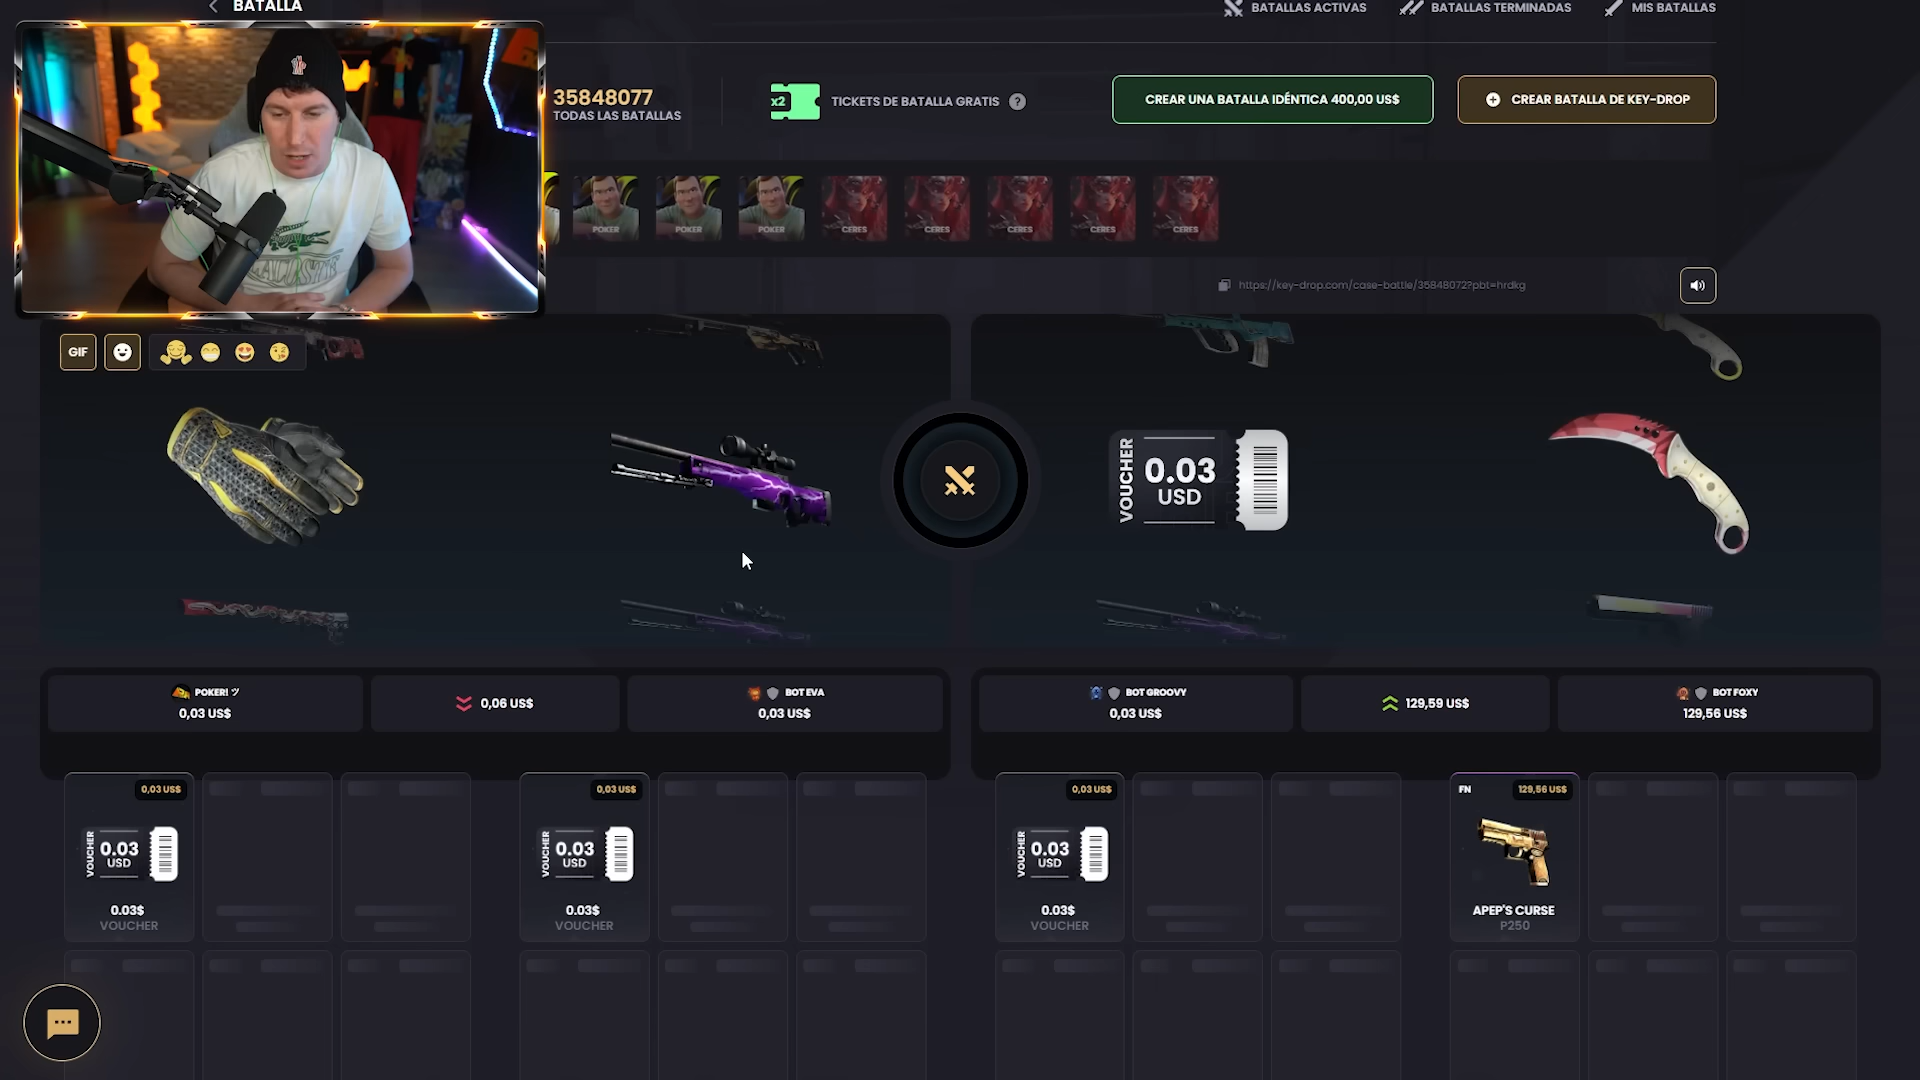 BATALLA
BATALLAS ACTIVAS
BATALLAS TERMINADAS
MIS BATALLAS
35848077
TODAS LAS BATALLAS
x2
TICKETS DE BATALLA GRATIS
?
CREAR UNA BATALLA IDÉNTICA 400,00 US$
CREAR BATALLA DE KEY-DROP
POKER
POKER
POKER
CERES
CERES
CERES
CERES
CERES
https://key-drop.com/case-battle/35848072?pbt=hrdkg
GIF
VOUCHER
0.03
USD
POKER! ツ
0,03 US$
0,06 US$
BOT EVA
0,03 US$
BOT GROOVY
0,03 US$
129,59 US$
BOT FOXY
129,56 US$
0,03 US$
VOUCHER
0.03
USD
0.03$
VOUCHER
0,03 US$
VOUCHER
0.03
USD
0.03$
VOUCHER
0,03 US$
VOUCHER
0.03
USD
0.03$
VOUCHER
FN
129,56 US$
APEP'S CURSE
P250